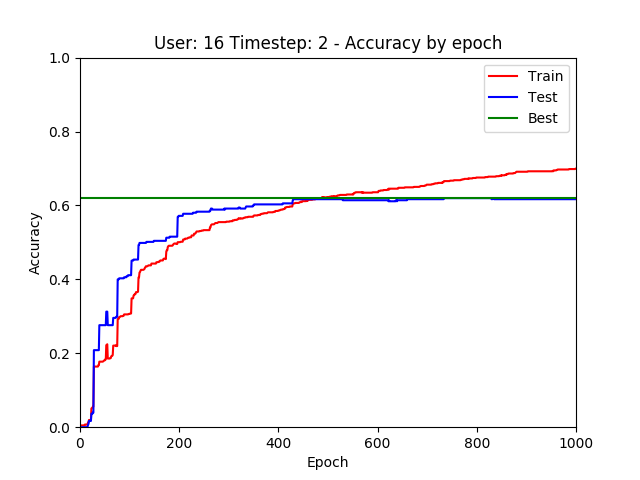 User: 16 Timestep: 2 - Accuracy by epoch
1.0
0.8
0.6
0.4
0.2
0.0
Accuracy
Train
Test
Best
0 200 400 600 800 1000
Epoch